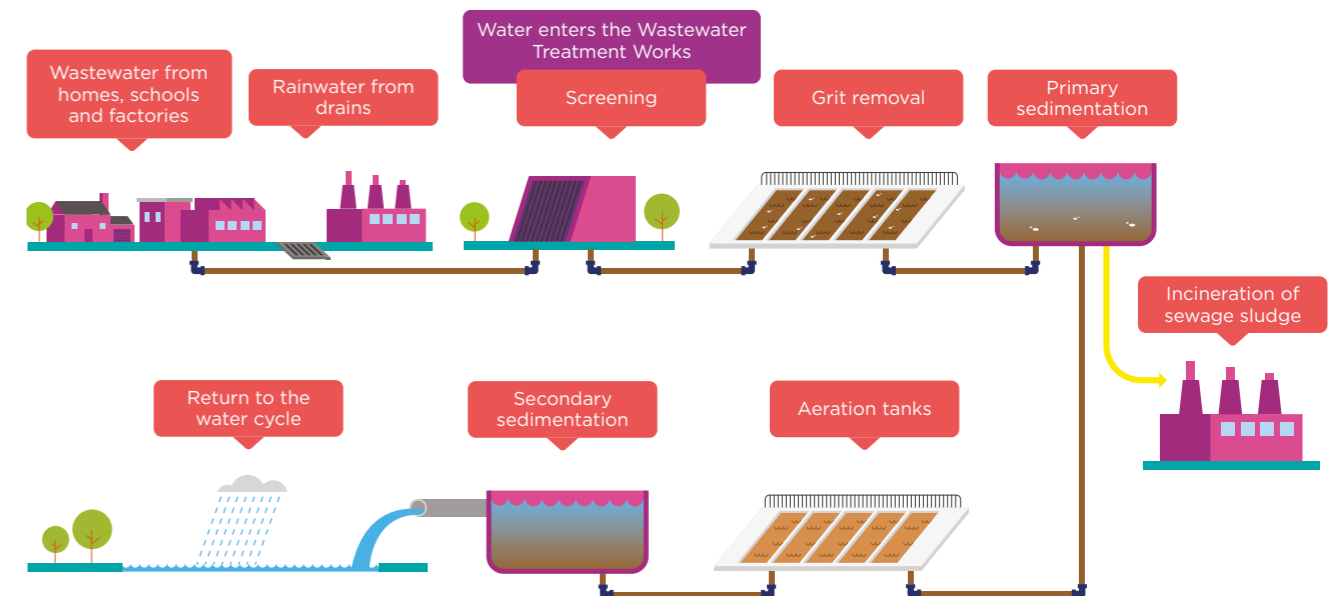 Wastewater from
homes, schools
and factories
Rainwater from
drains
Water enters the Wastewater
Treatment Works
Screening
Grit removal
Primary
sedimentation
Incineration of
sewage sludge
Return to the
water cycle
Secondary
sedimentation
Aeration tanks